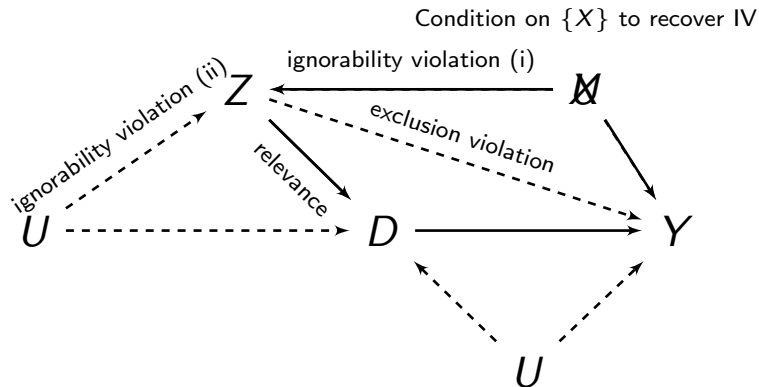 Condition on {X} to recover IV
ignorability violation (i)
ignorability violation (ii)
Z
exclusion violation
relevance
U
D
Y
U